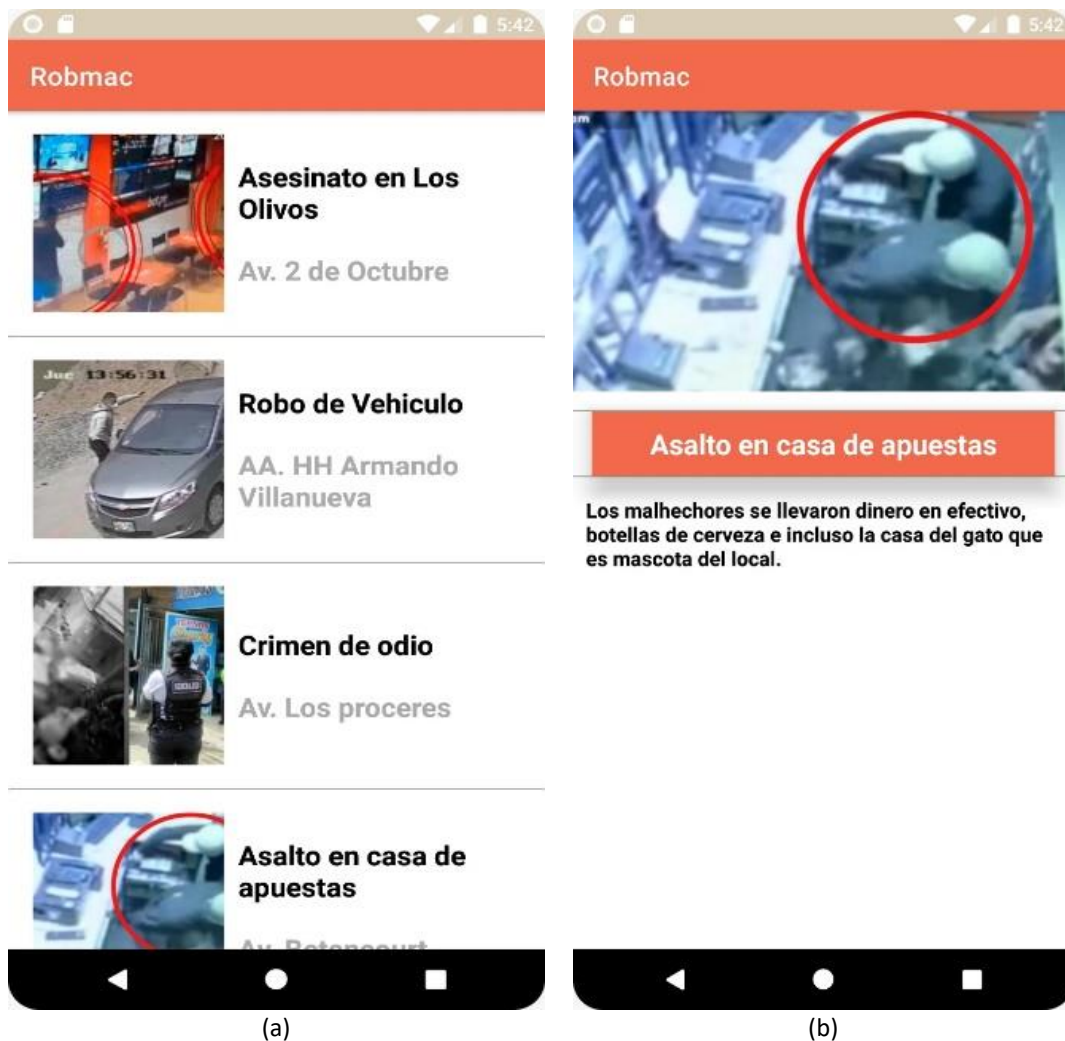 5:42
Robmac
Asesinato en Los
Olivos
Av. 2 de Octubre
Jue 13:56:31
Robo de Vehiculo
AA. HH Armando
Villanueva
Crimen de odio
Av. Los proceres
Asalto en casa de
apuestas
Av. Betancourt
(a)
5:42
Robmac
am
Asalto en casa de apuestas
Los malhechores se llevaron dinero en efectivo,
botellas de cerveza e incluso la casa del gato que
es mascota del local.
(b)